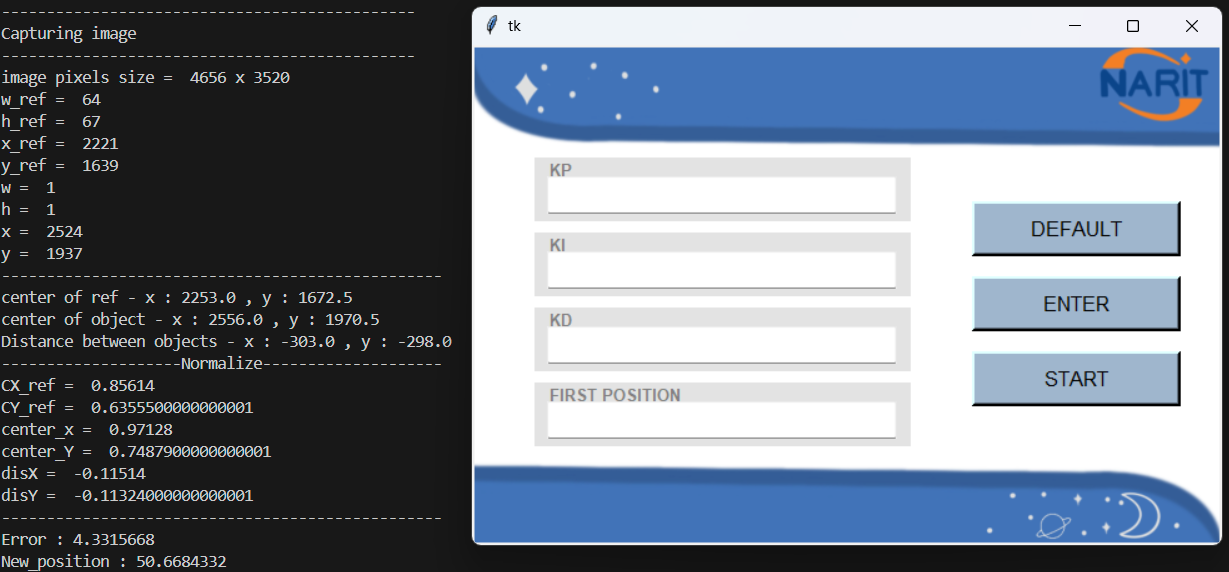 ---------------------------------------------
Capturing image
---------------------------------------------
image pixels size =  4656 x 3520
w_ref =  64
h_ref =  67
x_ref =  2221
y_ref =  1639
w =  1
h =  1
x =  2524
y =  1937
------------------------------------------------
center of ref - x : 2253.0 , y : 1672.5
center of object - x : 2556.0 , y : 1970.5
Distance between objects - x : -303.0 , y : -298.0
--------------------Normalize--------------------
CX_ref =  0.85614
CY_ref =  0.6355500000000001
center_x =  0.97128
center_Y =  0.7487900000000001
disX =  -0.11514
disY =  -0.11324000000000001
------------------------------------------------
Error : 4.3315668
New_position : 50.6684332
tk
NARIT
KP
KI
KD
FIRST POSITION
DEFAULT
ENTER
START